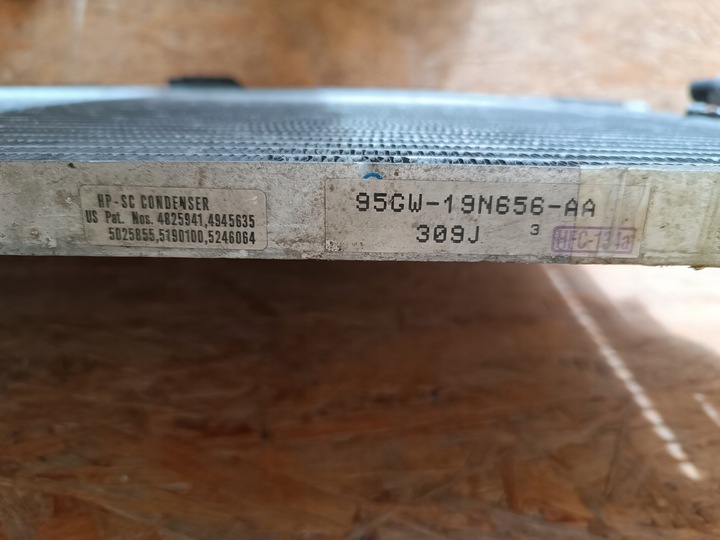 HP-SC CONDENSER
US Pat. Nos. 4825941,4945635
5025855,5190100,5246064
95GW-19N656-AA
309J 3 HFC-134a